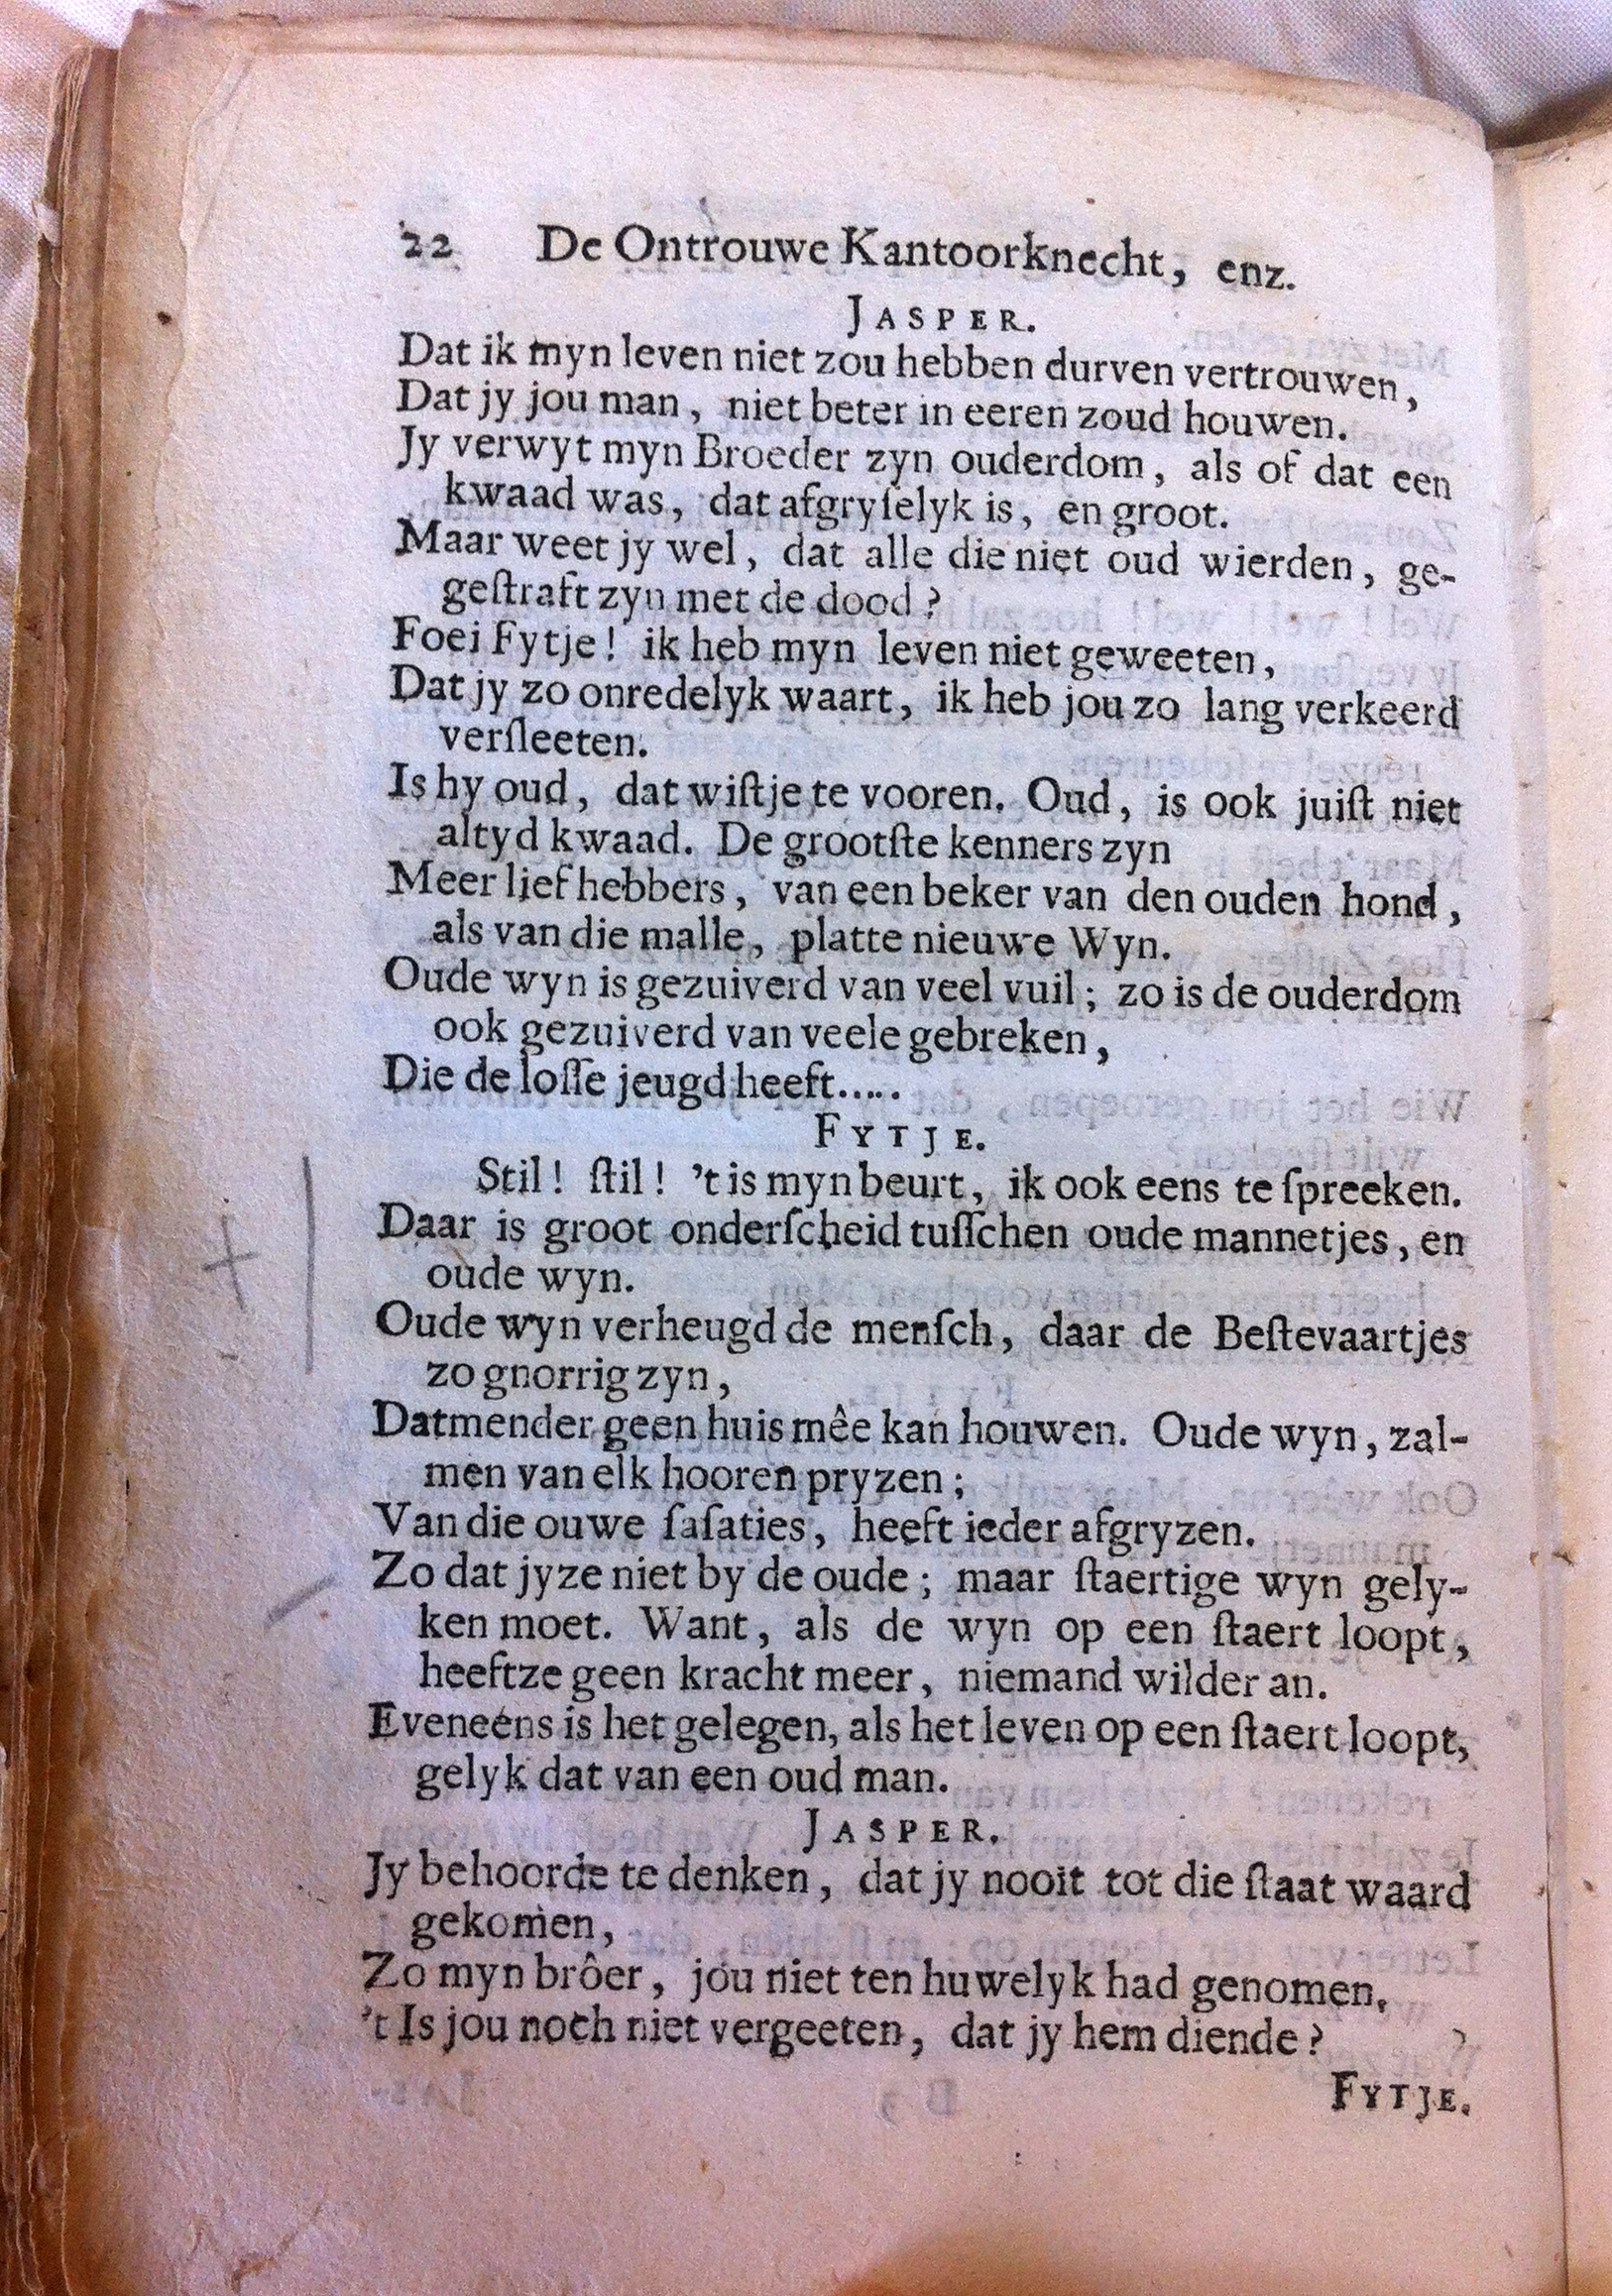 22 De Ontrouwe Kantoorknecht, enz.
JASPER.
Dat ik myn leven niet zou hebben durven vertrouwen,
Dat jy jou man, niet beter in eeren zoud houwen.
Jy verwyt myn Broeder zyn ouderdom, als of dat een
kwaad was, dat afgryſelyk is, en groot.
Maar weet jy wel, dat alle die niet oud wierden, ge-
geſtraft zyn met de dood?
Foei Fytje! ik heb myn leven niet geweeten,
Dat jy zo onredelyk waart, ik heb jou zo lang verkeerd
verſleeten.
Is hy oud, dat wiſtje te vooren. Oud, is ook juiſt niet
altyd kwaad. De grootſte kenners zyn
Meer liefhebbers, van een beker van den ouden hond,
als van die malle, platte nieuwe Wyn.
Oude wyn is gezuiverd van veel vuil; zo is de ouderdom
ook gezuiverd van veele gebreken,
Die de loſſe jeugd heeft.....
FYTJE.
Stil! ſtil! 't is myn beurt, ik ook eens te ſpreeken.
Daar is groot onderſcheid tuſſchen oude mannetjes, en
oude wyn.
Oude wyn verheugd de menſch, daar de Beſtevaartjes
zo gnorrig zyn,
Datmender geen huis mêe kan houwen. Oude wyn, zal-
men van elk hooren pryzen;
Van die ouwe ſaſaties, heeft ieder afgryzen.
Zo dat jyze niet by de oude; maar ſtaertige wyn gely-
ken moet. Want, als de wyn op een ſtaert loopt,
heeftze geen kracht meer, niemand wilder an.
Eveneens is het gelegen, als het leven op een ſtaert loopt,
gelyk dat van een oud man.
JASPER.
Jy behoorde te denken, dat jy nooit tot die ſtaat waard
gekomen,
Zo myn brôer, jou niet ten huwelyk had genomen,
't Is jou noch niet vergeeten, dat jy hem diende?
FYTJE.